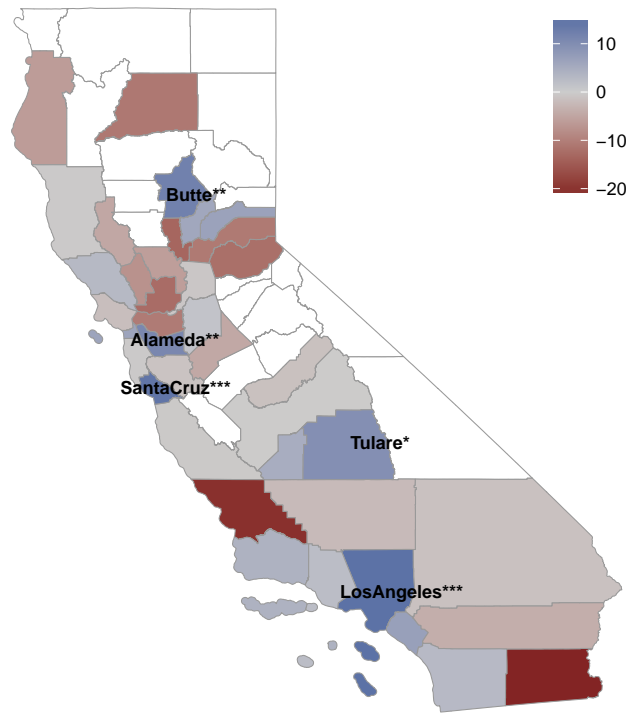 10
0
−10
−20
Butte**
Alameda**
SantaCruz***
Tulare*
LosAngeles***